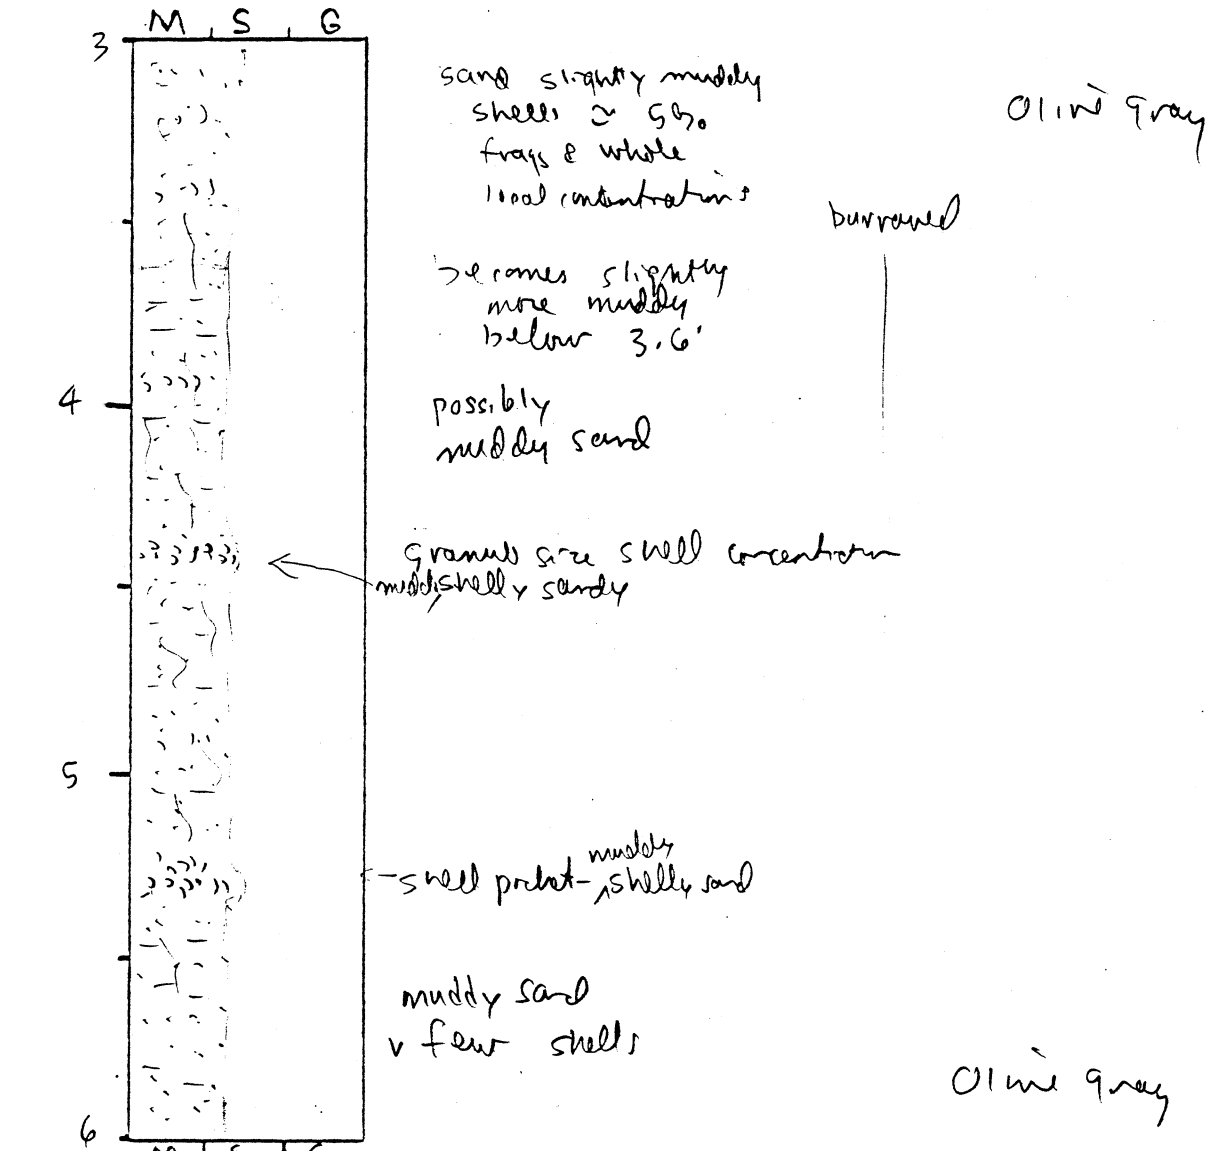 M S G
3
sand slightly muddy
shells ≃ 5%
frags & whole
local concentrations
Olive gray
burrowed
becomes slightly
more muddy
below 3.6'
4
possibly
muddy sand
granule size shell concentration
muddy shelly sandy
5
muddy
shell pocket - shelly sand
muddy sand
v few shells
Olive gray
6
M S G